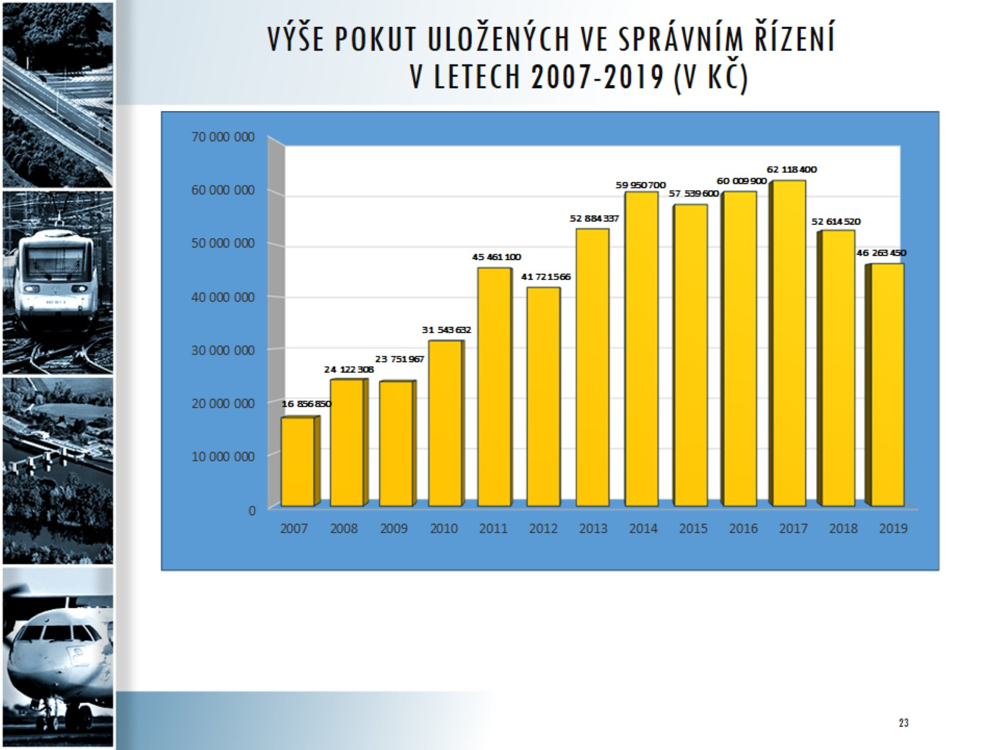 VÝŠE POKUT ULOŽENÝCH VE SPRÁVNÍM ŘÍZENÍ
V LETECH 2007-2019 (V KČ)
70 000 000
60 000 000
50 000 000
40 000 000
30 000 000
20 000 000
10 000 000
0
16 856 850
24 122 308
23 751 967
31 543 632
45 461 100
41 721 566
52 884 337
59 950 700
57 539 600
60 009 900
62 118 400
52 614 520
46 263 450
2007 2008 2009 2010 2011 2012 2013 2014 2015 2016 2017 2018 2019
23